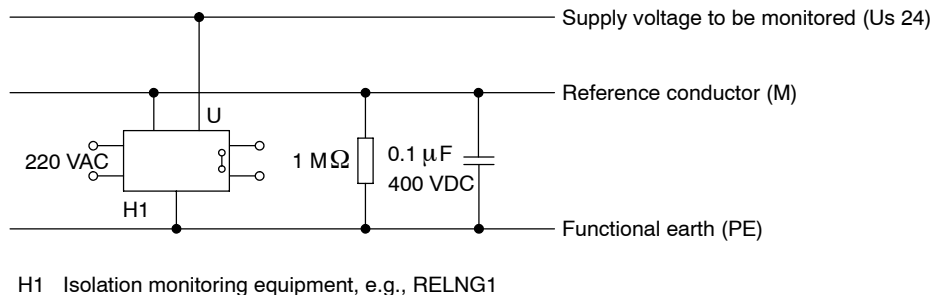 Supply voltage to be monitored (Us 24)
Reference conductor (M)
U
220 VAC
1 MΩ
0.1 μF
400 VDC
H1
Functional earth (PE)
H1 Isolation monitoring equipment, e.g., RELNG1